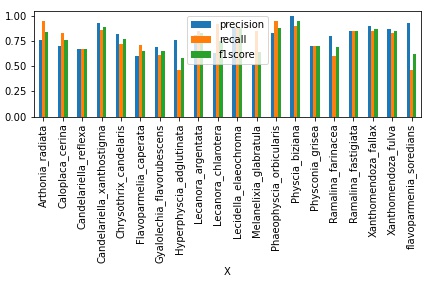 1.00
0.75
0.50
0.25
0.00
precision
recall
f1score
Arthonia_radiata
Caloplaca_cerina
Candelariella_reflexa
Candelariella_xanthostigma
Chrysothrix_candelaris
Flavoparmelia_caperata
Gyalolechia_flavorubescens
Hyperphyscia_adglutinata
Lecanora_argentata
Lecanora_chlarotera
Lecidella_elaeochroma
Melanelixia_glabratula
Phaeophyscia_orbicularis
Physcia_biziana
Physconia_grisea
Ramalina_farinacea
Ramalina_fastigiata
Xanthomendoza_fallax
Xanthomendoza_fulva
flavoparmenia_soredians
X